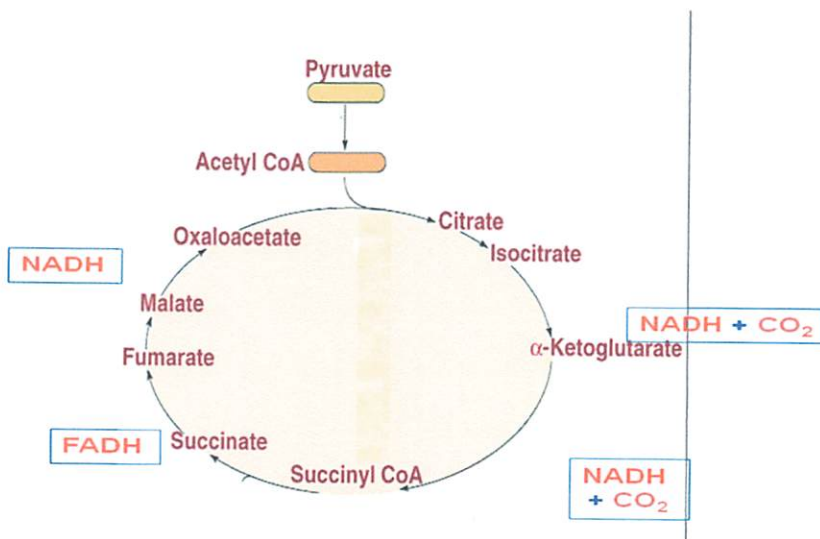 Pyruvate
Acetyl CoA
Citrate
Oxaloacetate
Isocitrate
NADH
Malate
NADH + CO₂
α-Ketoglutarate
Fumarate
FADH
Succinate
Succinyl CoA
NADH
+ CO₂